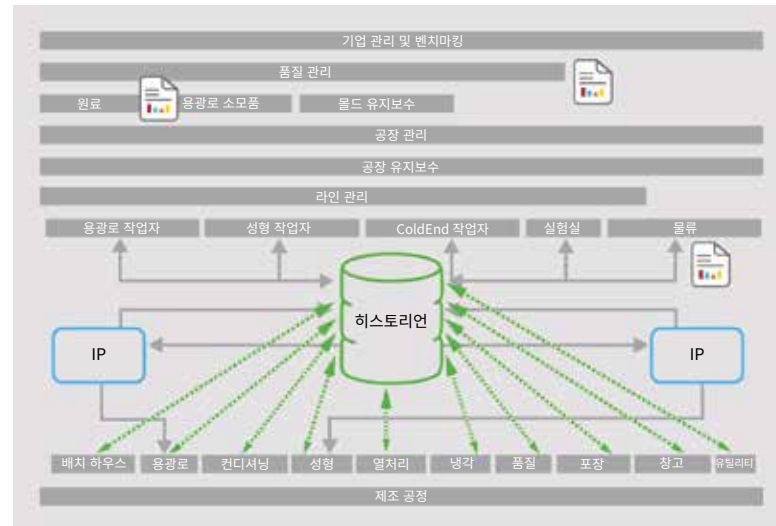 기업 관리 및 벤치마킹
품질 관리
원료 용광로 소모품 몰드 유지보수
공장 관리
공장 유지보수
라인 관리
용광로 작업자 성형 작업자 ColdEnd 작업자 실험실 물류
히스토리언
IP IP
배치 하우스 용광로 컨디셔닝 성형 열처리 냉각 품질 포장 창고 유틸리티
제조 공정